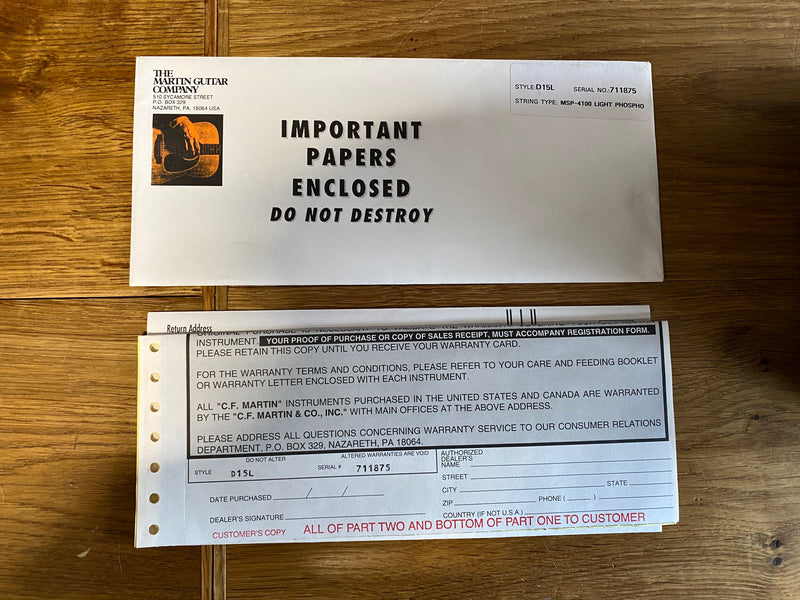 THE
MARTIN GUITAR
COMPANY
510 SYCAMORE STREET
P.O. BOX 329
NAZARETH, PA. 18064 USA
STYLE: D15L SERIAL NO.: 711875
STRING TYPE: MSP-4100 LIGHT PHOSPHO
IMPORTANT
PAPERS
ENCLOSED
DO NOT DESTROY
Return Address
ORIGINAL PURCHASE IS NECESSARY TO VALIDATE THE
INSTRUMENT. YOUR PROOF OF PURCHASE OR COPY OF SALES RECEIPT, MUST ACCOMPANY REGISTRATION FORM.
PLEASE RETAIN THIS COPY UNTIL YOU RECEIVE YOUR WARRANTY CARD.
FOR THE WARRANTY TERMS AND CONDITIONS, PLEASE REFER TO YOUR CARE AND FEEDING BOOKLET
OR WARRANTY LETTER ENCLOSED WITH EACH INSTRUMENT.
ALL "C.F. MARTIN" INSTRUMENTS PURCHASED IN THE UNITED STATES AND CANADA ARE WARRANTED
BY THE "C.F. MARTIN & CO., INC." WITH MAIN OFFICES AT THE ABOVE ADDRESS.
PLEASE ADDRESS ALL QUESTIONS CONCERNING WARRANTY SERVICE TO OUR CONSUMER RELATIONS
DEPARTMENT, P.O. BOX 329, NAZARETH, PA 18064.
DO NOT ALTER ALTERED WARRANTIES ARE VOID
STYLE D15L SERIAL # 711875
AUTHORIZED
DEALER'S
NAME
STREET
CITY STATE
DATE PURCHASED / /
ZIP PHONE ( )
DEALER'S SIGNATURE COUNTRY (IF NOT U.S.A.)
CUSTOMER'S COPY ALL OF PART TWO AND BOTTOM OF PART ONE TO CUSTOMER